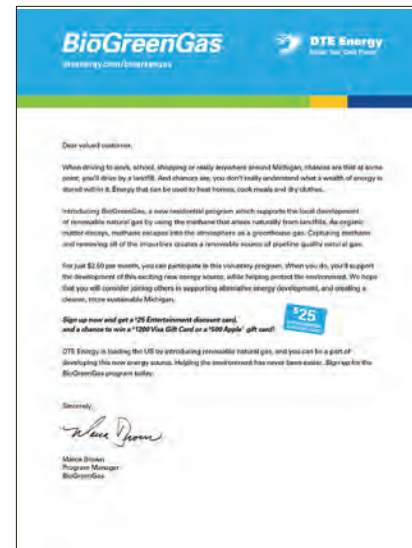 BioGreenGas
dteenergy.com/biogreengas
DTE Energy
Dear valued customer,
When driving to work, school, shopping or really anywhere around Michigan, chances are that at some
point, you'll drive by a landfill. And chances are, you don't really understand what a wealth of energy is
stored within it. Energy that can be used to heat homes, cook meals and dry clothes.
Introducing BioGreenGas, a new residential program which supports the local development
of renewable natural gas by using the methane that arises naturally from landfills. As organic
matter decays, methane escapes into the atmosphere as a greenhouse gas. Capturing methane
and removing all of the impurities creates a renewable source of pipeline quality natural gas.
For just $2.50 per month, you can participate in this voluntary program. When you do, you'll support
the development of this exciting new energy source, while helping protect the environment. We hope
that you will consider joining others in supporting alternative energy development, and creating a
cleaner, more sustainable Michigan.
Sign up now and get a $25 Entertainment discount card,
and a chance to win a $1200 Visa Gift Card or a $500 Apple® gift card!
$25
DTE Energy is leading the US by introducing renewable natural gas, and you can be a part of
developing this new energy source. Helping the environment has never been easier. Sign up for the
BioGreenGas program today.
Sincerely,
Brown
Program Manager
BioGreenGas